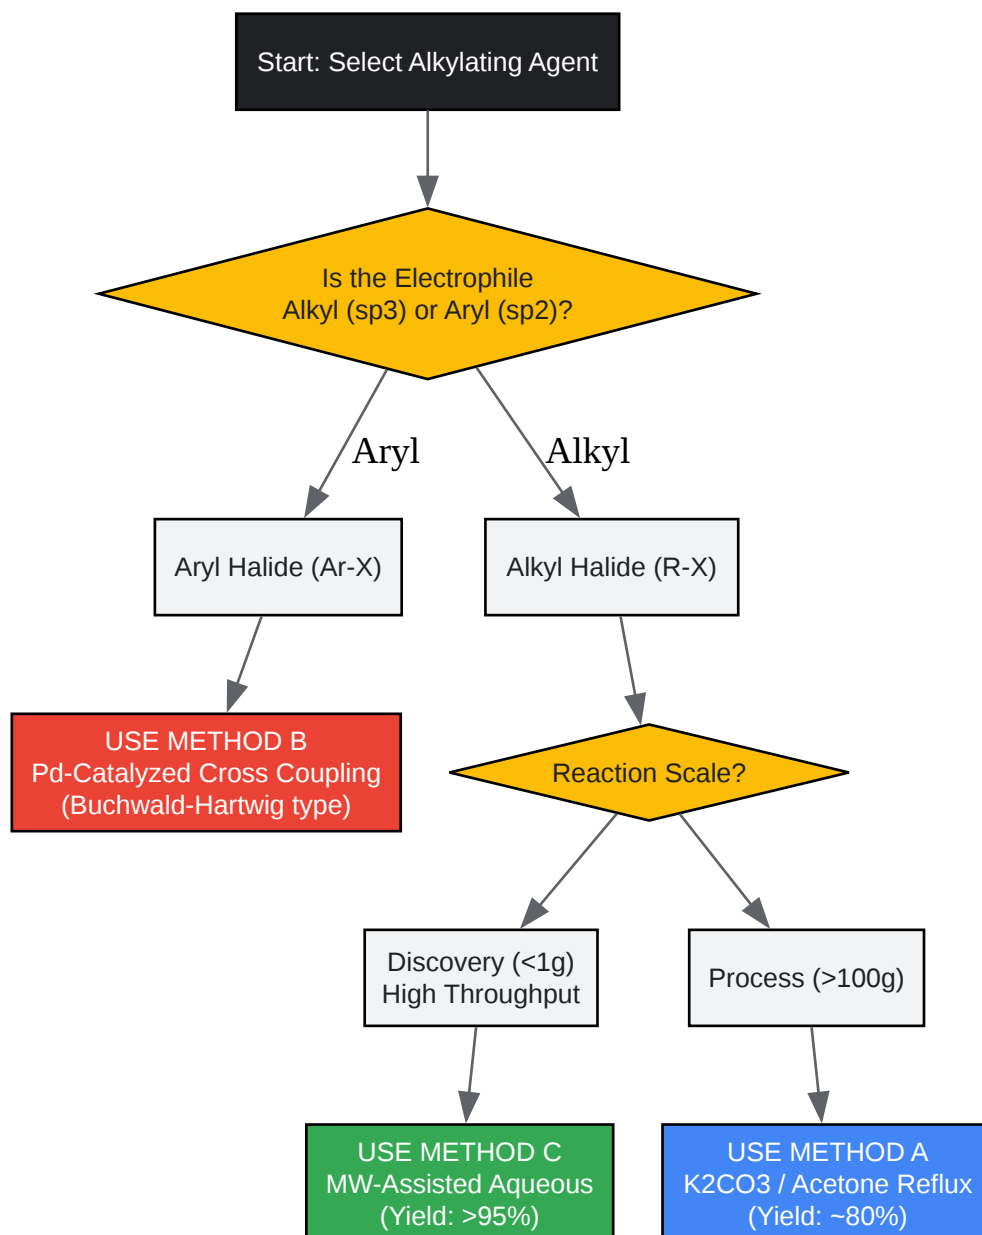 Start: Select Alkylating Agent
Is the Electrophile
Alkyl (sp3) or Aryl (sp2)?
Aryl
Alkyl
Aryl Halide (Ar-X)
Alkyl Halide (R-X)
USE METHOD B
Pd-Catalyzed Cross Coupling
(Buchwald-Hartwig type)
Reaction Scale?
Discovery (<1g)
High Throughput
Process (>100g)
USE METHOD C
MW-Assisted Aqueous
(Yield: >95%)
USE METHOD A
K2CO3 / Acetone Reflux
(Yield: ~80%)